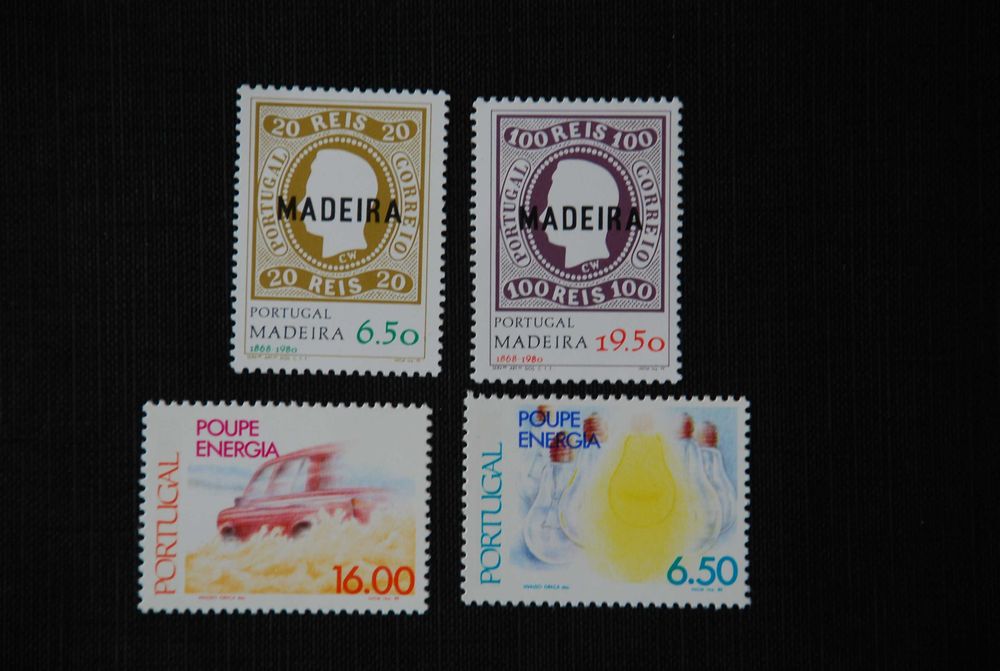 20 REIS 20
PORTUGAL
CORREIO
MADEIRA
CW
20 REIS 20
PORTUGAL
MADEIRA 6.50
1868-1980
100 REIS 100
PORTUGAL
CORREIO
MADEIRA
CW
100 REIS 100
PORTUGAL
MADEIRA 19.50
1868-1980
POUPE
ENERGIA
PORTUGAL
16.00
POUPE
ENERGIA
PORTUGAL
6.50